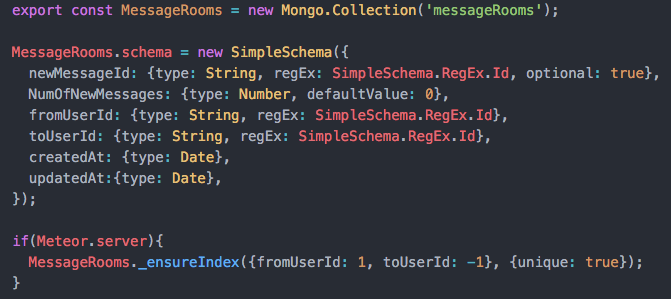 export const MessageRooms = new Mongo.Collection('messageRooms');

MessageRooms.schema = new SimpleSchema({
  newMessageId: {type: String, regEx: SimpleSchema.RegEx.Id, optional: true},
  NumOfNewMessages: {type: Number, defaultValue: 0},
  fromUserId: {type: String, regEx: SimpleSchema.RegEx.Id},
  toUserId: {type: String, regEx: SimpleSchema.RegEx.Id},
  createdAt: {type: Date},
  updatedAt:{type: Date},
});

if(Meteor.server){
  MessageRooms._ensureIndex({fromUserId: 1, toUserId: -1}, {unique: true});
}